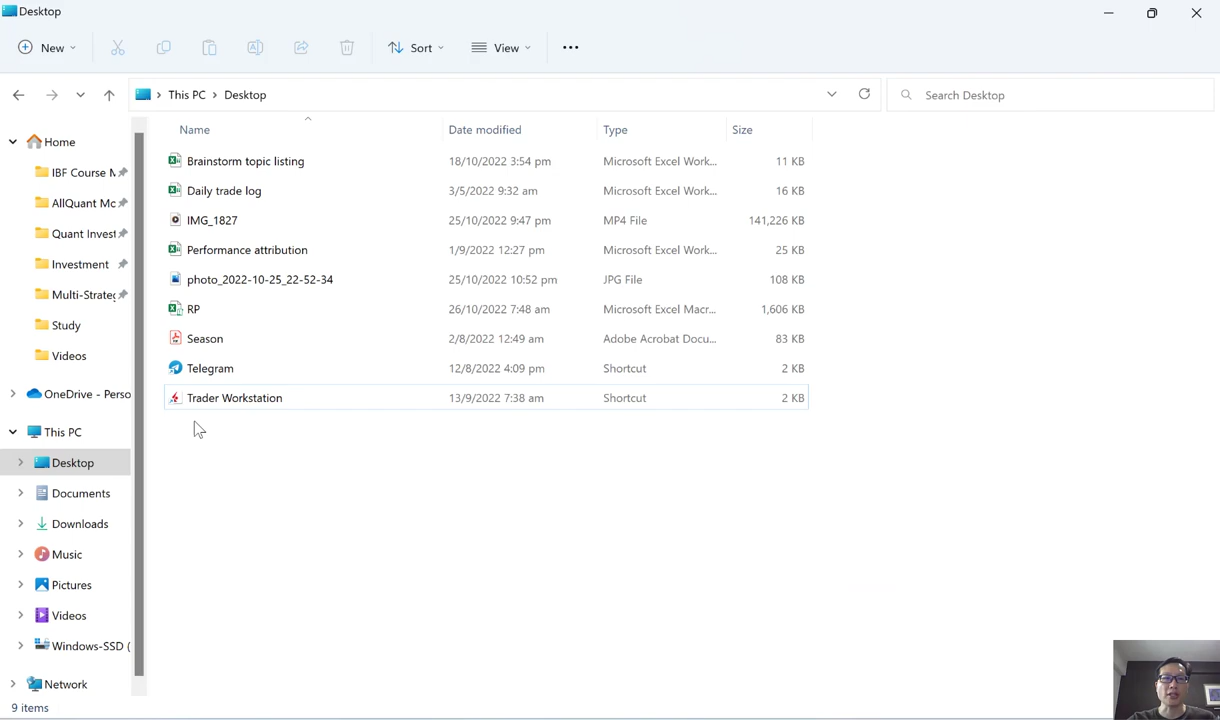 Desktop
New
Sort
View
This PC
Desktop
Search Desktop
Name
Date modified
Type
Size
Home
Brainstorm topic listing
18/10/2022 3:54 pm
Microsoft Excel Work...
11 KB
IBF Course M
Daily trade log
3/5/2022 9:32 am
Microsoft Excel Work...
16 KB
AllQuant Mc
IMG_1827
25/10/2022 9:47 pm
MP4 File
141,226 KB
Quant Invest
Performance attribution
1/9/2022 12:27 pm
Microsoft Excel Work...
25 KB
Investment
photo_2022-10-25_22-52-34
25/10/2022 10:52 pm
JPG File
108 KB
Multi-Strateg
RP
26/10/2022 7:48 am
Microsoft Excel Macr...
1,606 KB
Study
Season
2/8/2022 12:49 am
Adobe Acrobat Docu...
83 KB
Videos
Telegram
12/8/2022 4:09 pm
Shortcut
2 KB
OneDrive - Perso
Trader Workstation
13/9/2022 7:38 am
Shortcut
2 KB
This PC
Desktop
Documents
Downloads
Music
Pictures
Videos
Windows-SSD (
Network
9 items